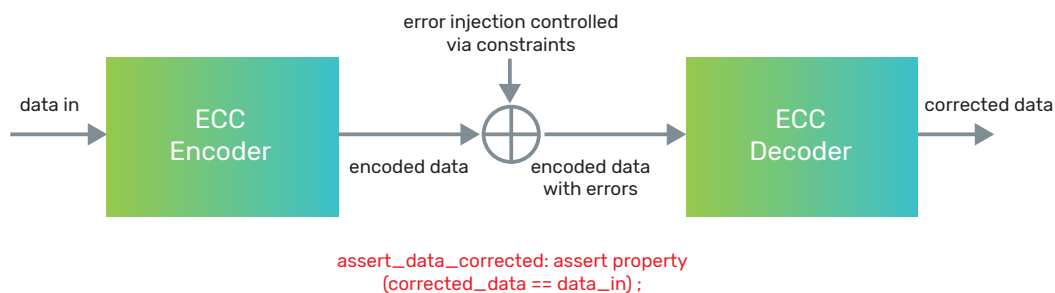 error injection controlled
via constraints
data in
ECC
Encoder
encoded data
encoded data
with errors
ECC
Decoder
corrected data
assert_data_corrected: assert property
(corrected_data == data_in) ;